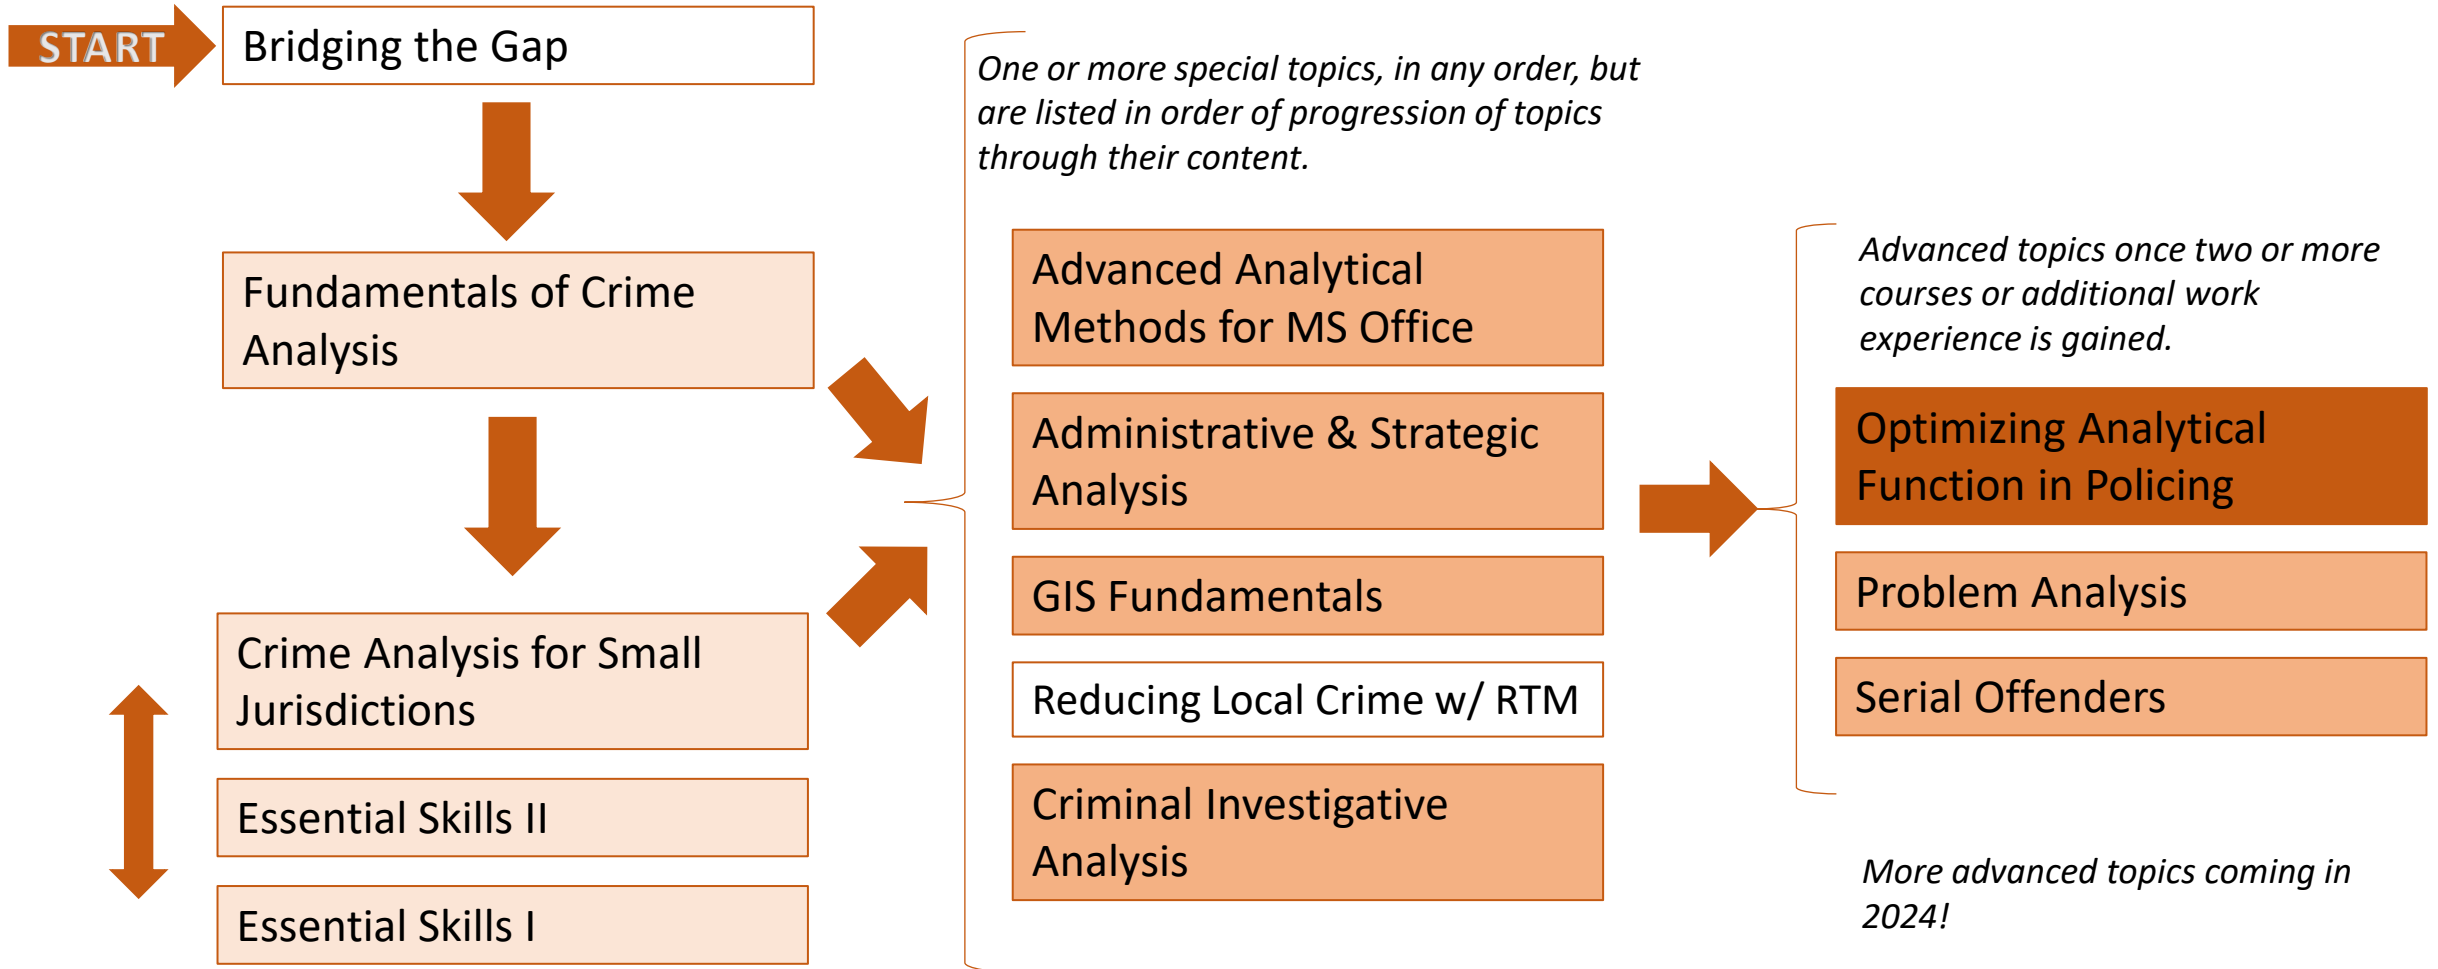 START
Bridging the Gap
Fundamentals of Crime
Analysis
Crime Analysis for Small
Jurisdictions
Essential Skills II
Essential Skills I
One or more special topics, in any order, but
are listed in order of progression of topics
through their content.
Advanced Analytical
Methods for MS Office
Administrative & Strategic
Analysis
GIS Fundamentals
Reducing Local Crime w/ RTM
Criminal Investigative
Analysis
Advanced topics once two or more
courses or additional work
experience is gained.
Optimizing Analytical
Function in Policing
Problem Analysis
Serial Offenders
More advanced topics coming in
2024!